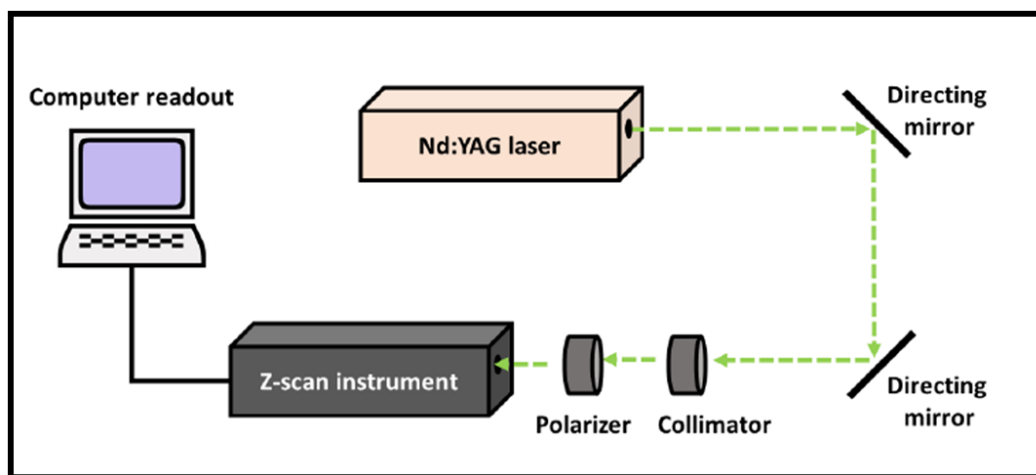 Computer readout
Nd:YAG laser
Directing
mirror
Z-scan instrument
Polarizer
Collimator
Directing
mirror